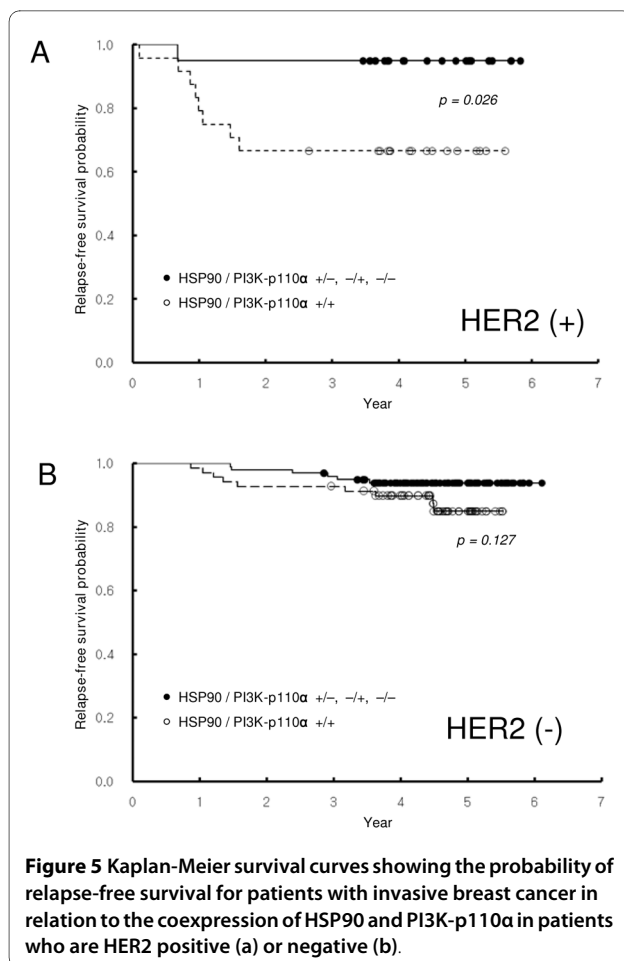 A
Relapse-free survival probability
1.0
0.8
0.6
0.4
0.2
0.0
p = 0.026
● HSP90 / PI3K-p110α +/−, −/+, −/−
○ HSP90 / PI3K-p110α +/+
HER2 (+)
0 1 2 3 4 5 6 7
Year
B
Relapse-free survival probability
1.0
0.8
0.6
0.4
0.2
0.0
p = 0.127
● HSP90 / PI3K-p110α +/−, −/+, −/−
○ HSP90 / PI3K-p110α +/+
HER2 (-)
0 1 2 3 4 5 6 7
Year
Figure 5 Kaplan-Meier survival curves showing the probability of
relapse-free survival for patients with invasive breast cancer in
relation to the coexpression of HSP90 and PI3K-p110α in patients
who are HER2 positive (a) or negative (b).